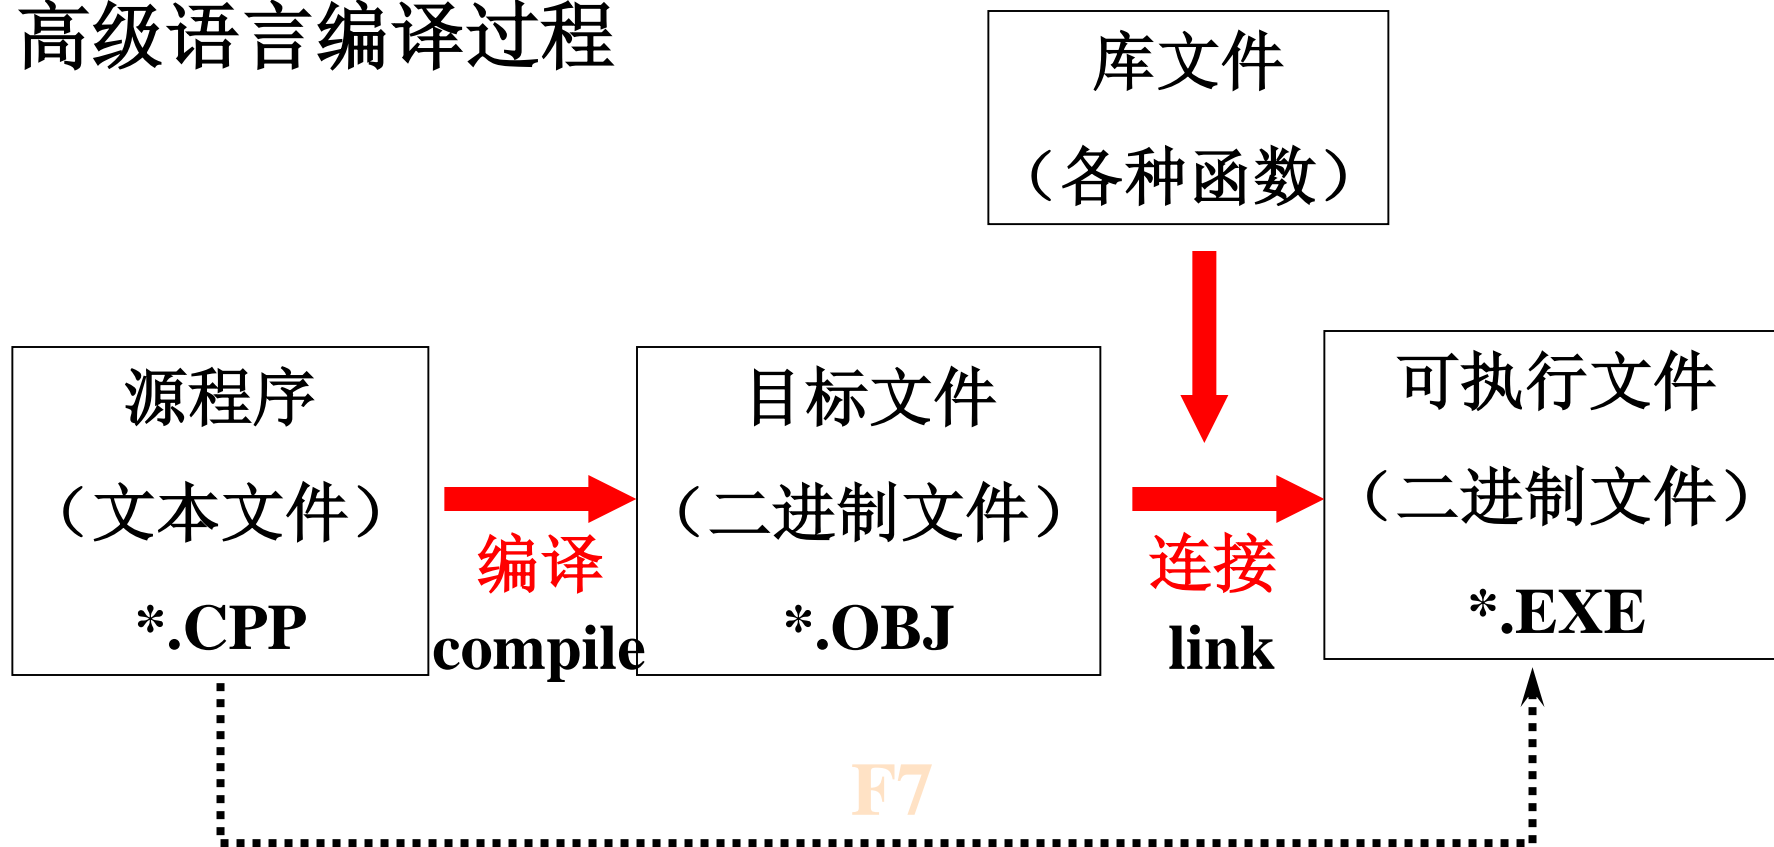 高级语言编译过程
库文件
（各种函数）
源程序
（文本文件）
*.CPP
编译
compile
目标文件
（二进制文件）
*.OBJ
连接
link
可执行文件
（二进制文件）
*.EXE
F7